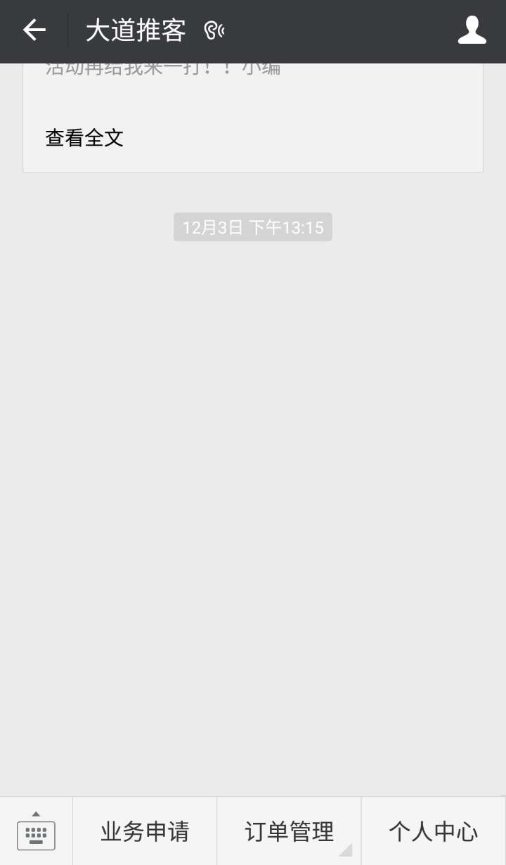 大道推客
活动再给我来一打！！小编
查看全文
12月3日 下午13:15
业务申请
订单管理
个人中心